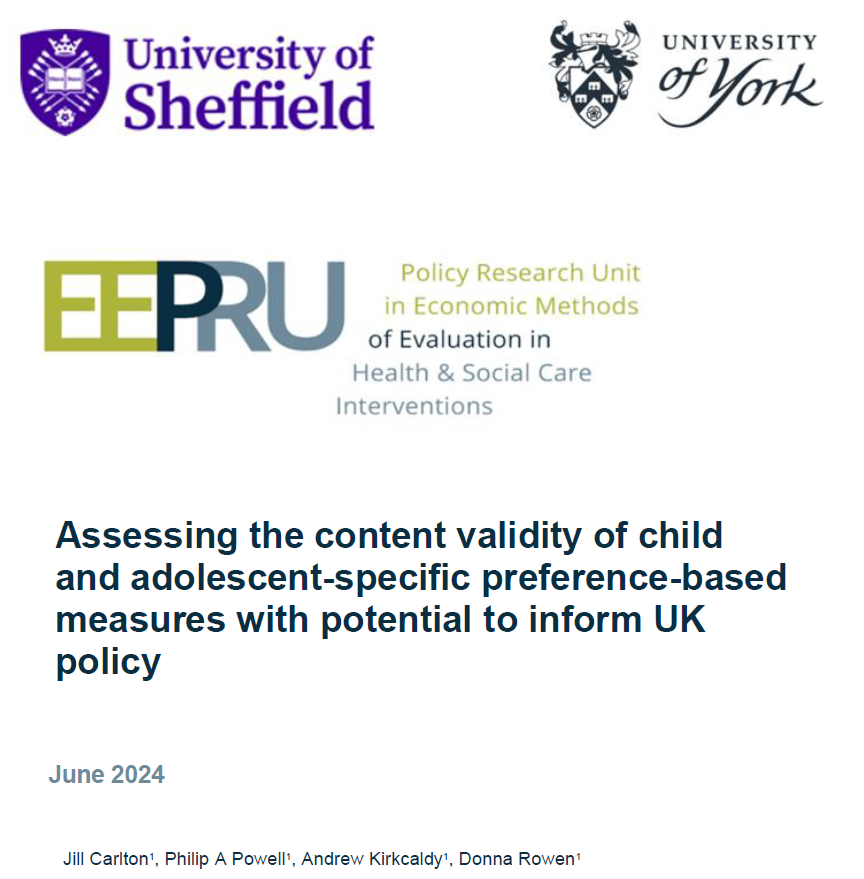 University of
Sheffield
UNIVERSITY
of York
EEPRU
Policy Research Unit
in Economic Methods
of Evaluation in
Health & Social Care
Interventions
Assessing the content validity of child
and adolescent-specific preference-based
measures with potential to inform UK
policy
June 2024
Jill Carlton¹, Philip A Powell¹, Andrew Kirkcaldy¹, Donna Rowen¹